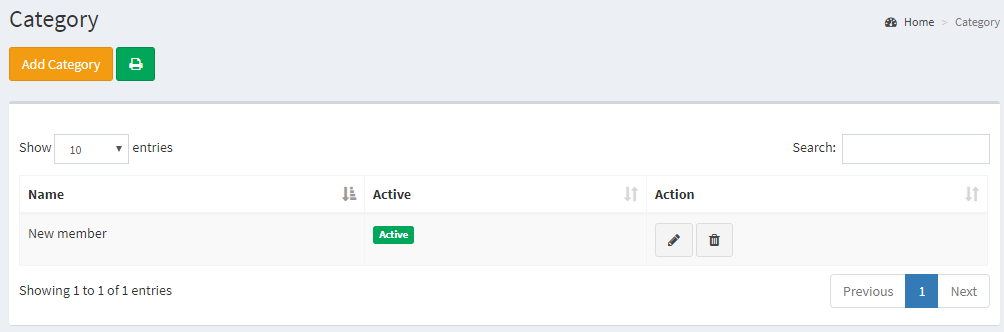 Category
Home > Category
Add Category
Show 10 entries
Search:
Name Active Action
New member Active
Showing 1 to 1 of 1 entries
Previous 1 Next